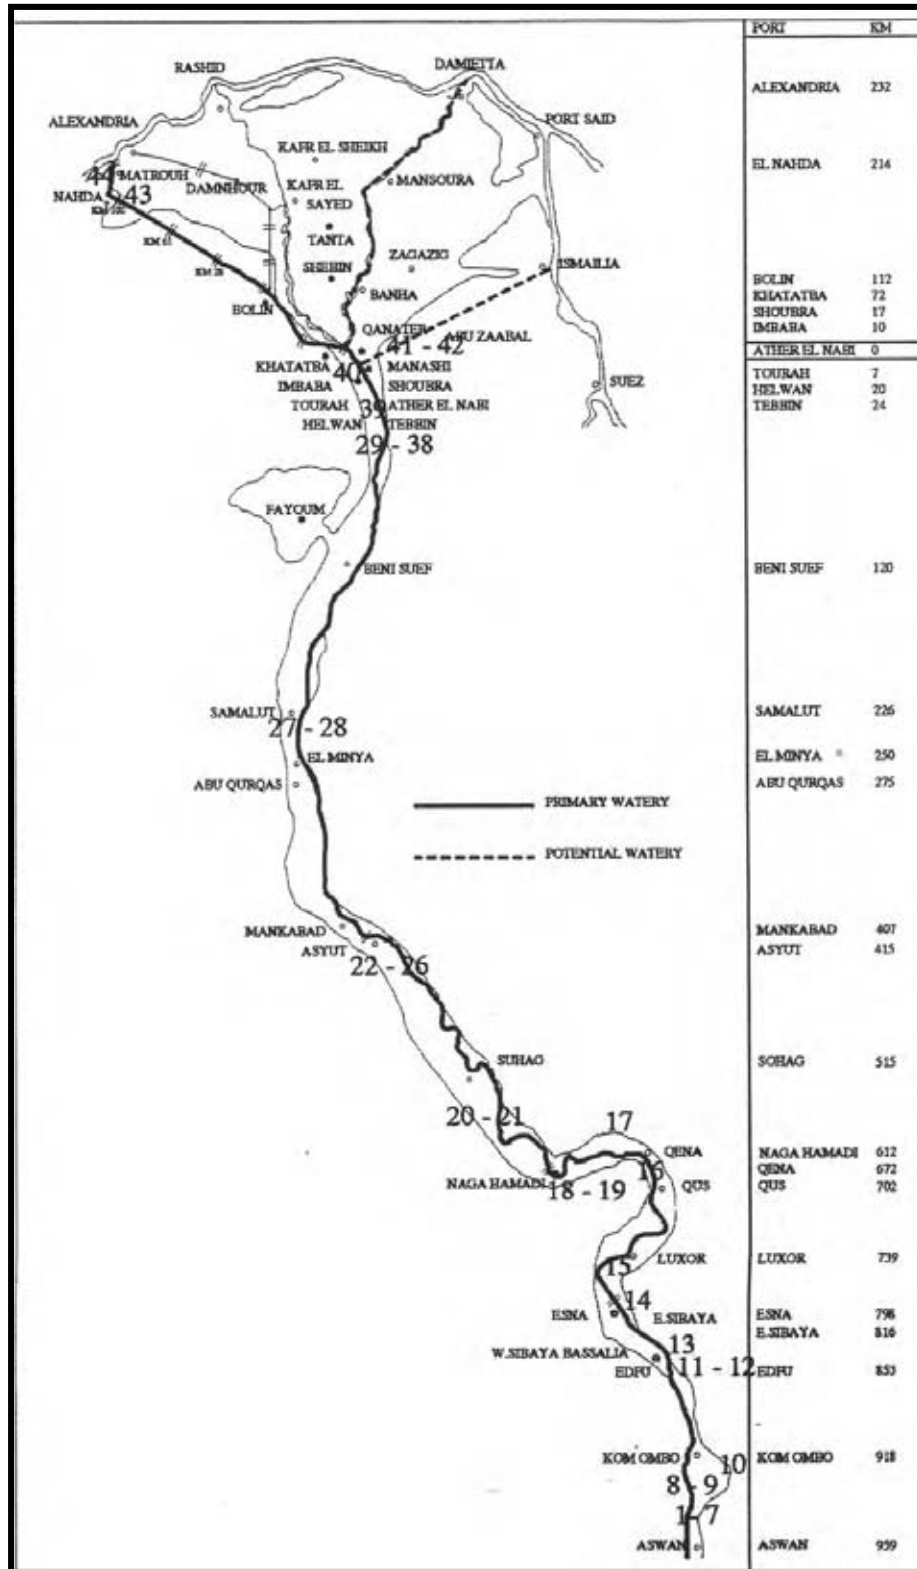 PORT KM
RASHID
DAMIETTA
ALEXANDRIA 232
ALEXANDRIA
PORT SAID
KAFR EL SHEIKH
EL NAHDA 214
MATROUH
DAMNHOUR
KAFR EL
SAYED
MANSOURA
44
43
NAHDA
TANTA
ZAGAZIG
SHEBIN
ISMAILIA
BANHA
BOLIN
BOLIN 112
KHATATBA 72
SHOUBRA 17
IMBABA 10
QANATER
ABU ZAABAL
41 - 42
ATHER EL NABI 0
KHATATBA
40
MANASHI
IMBABA
SHOUBRA
SUEZ
TOURAH 7
HELWAN 20
TEBBIN 24
TOURAH
39
ATHER EL NABI
HELWAN
TEBBIN
29 - 38
FAYOUM
BENI SUEF
BENI SUEF 120
SAMALUT
SAMALUT 226
27 - 28
EL MINYA
EL MINYA 250
ABU QURQAS
ABU QURQAS 275
PRIMARY WATERY
POTENTIAL WATERY
MANKABAD
MANKABAD 407
ASYUT
ASYUT 415
22 - 26
SUHAG
SOHAG 515
20 - 21
17
QENA
NAGA HAMADI 612
QENA 672
QUS 702
16
NAGA HAMADI
18 - 19
QUS
LUXOR
LUXOR 739
15
14
ESNA
E.SIBAYA
ESNA 798
E.SIBAYA 816
13
W.SIBAYA BASSALIA
EDFU
11 - 12
EDFU 853
KOM OMBO
10
KOM OMBO 918
8 - 9
1 - 7
ASWAN
ASWAN 959